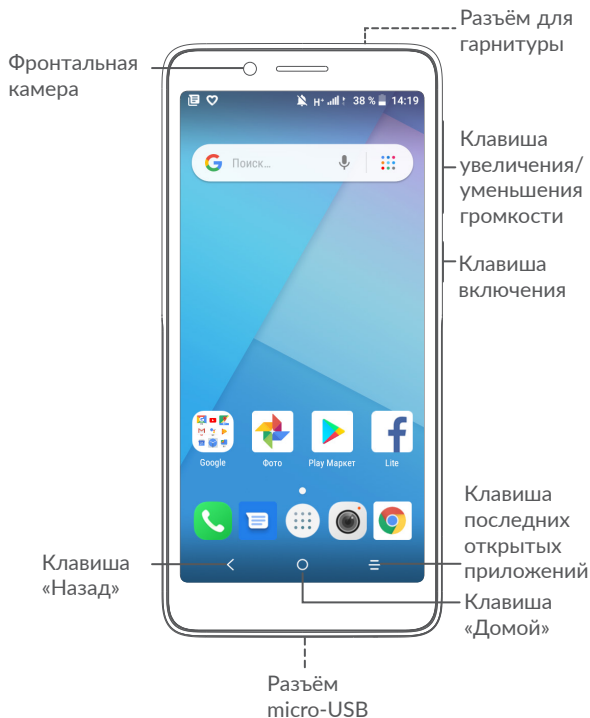 Разъём для
гарнитуры
Фронтальная
камера
H+ 38 % 14:19
G Поиск...
Клавиша
увеличения/
уменьшения
громкости
Клавиша
включения
Google Фото Play Маркет Lite
Клавиша
последних
открытых
приложений
Клавиша
«Назад»
Клавиша
«Домой»
Разъём
micro-USB